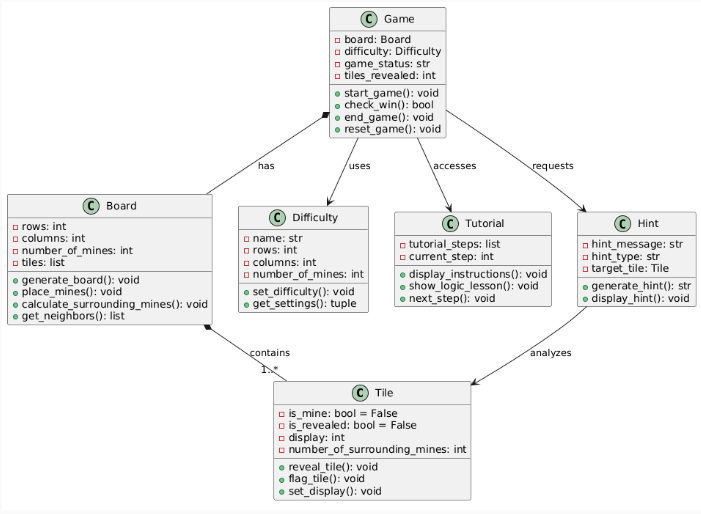 C Game
board: Board
difficulty: Difficulty
game_status: str
tiles_revealed: int
start_game(): void
check_win(): bool
end_game(): void
reset_game(): void
has
uses
accesses
requests
C Board
rows: int
columns: int
number_of_mines: int
tiles: list
generate_board(): void
place_mines(): void
calculate_surrounding_mines(): void
get_neighbors(): list
C Difficulty
name: str
rows: int
columns: int
number_of_mines: int
set_difficulty(): void
get_settings(): tuple
C Tutorial
tutorial_steps: list
current_step: int
display_instructions(): void
show_logic_lesson(): void
next_step(): void
C Hint
hint_message: str
hint_type: str
target_tile: Tile
generate_hint(): str
display_hint(): void
contains
1..*
analyzes
C Tile
is_mine: bool = False
is_revealed: bool = False
display: int
number_of_surrounding_mines: int
reveal_tile(): void
flag_tile(): void
set_display(): void